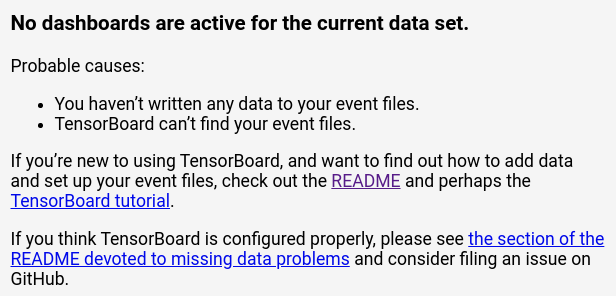 No dashboards are active for the current data set.
Probable causes:
• You haven’t written any data to your event files.
• TensorBoard can’t find your event files.
If you’re new to using TensorBoard, and want to find out how to add data
and set up your event files, check out the README and perhaps the
TensorBoard tutorial.
If you think TensorBoard is configured properly, please see the section of the
README devoted to missing data problems and consider filing an issue on
GitHub.